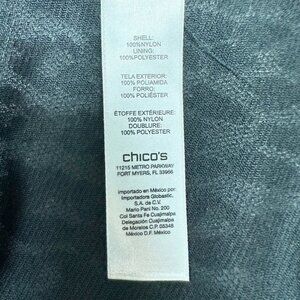 SHELL:
100%NYLON
LINING:
100%POLYESTER
TELA EXTERIOR:
100% POLIAMIDA
FORRO:
100% POLIÉSTER
ÉTOFFE EXTÉRIEURE:
100% NYLON
DOUBLURE:
100% POLYESTER
chico's
11215 METRO PARKWAY
FORT MYERS, FL 33966
importado en México por:
Importadora Globastic,
S.A. de C.V.
Mario Pani No. 200
Col Santa Fe Cuajimalpa
Delegación Cuajimalpa
de Morelos C.P. 05348
México D.F. México